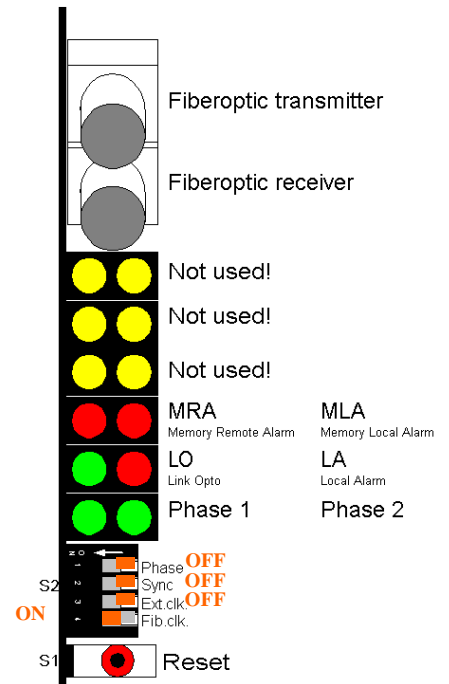 Fiberoptic transmitter
Fiberoptic receiver
Not used!
Not used!
Not used!
MRA MLA
Memory Remote Alarm Memory Local Alarm
LO LA
Link Opto Local Alarm
Phase 1 Phase 2
O N
1 Phase OFF
S2 2 Sync OFF
3 Ext.clk. OFF
ON 4 Fib.clk.
S1 Reset